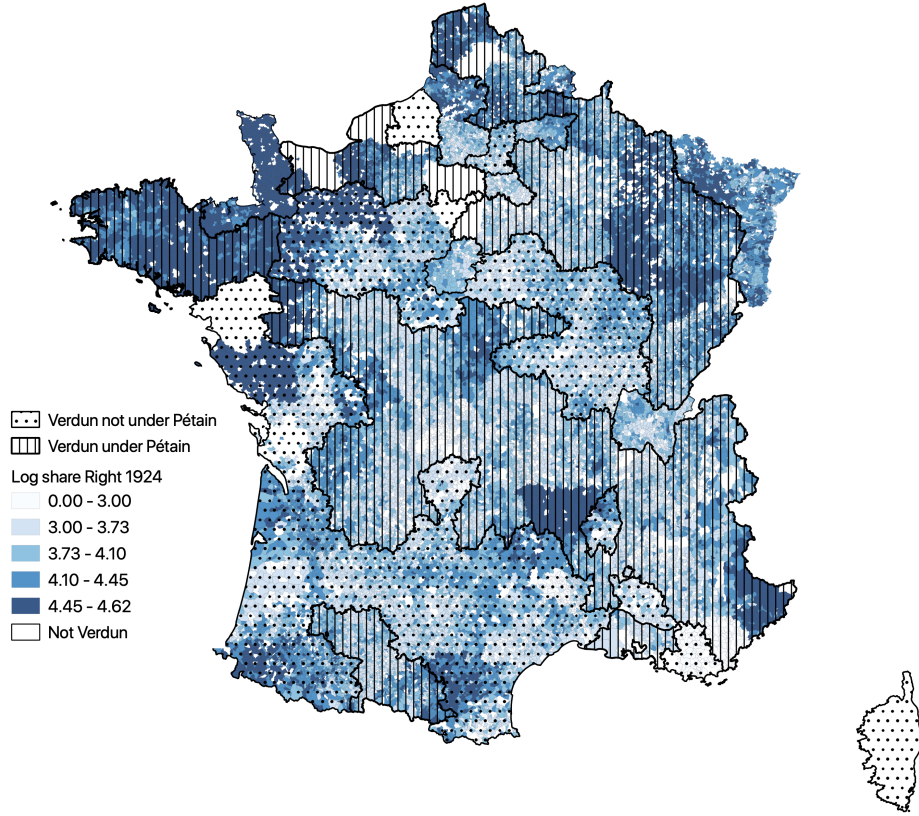 Verdun not under Pétain
Verdun under Pétain
Log share Right 1924
0.00 - 3.00
3.00 - 3.73
3.73 - 4.10
4.10 - 4.45
4.45 - 4.62
Not Verdun